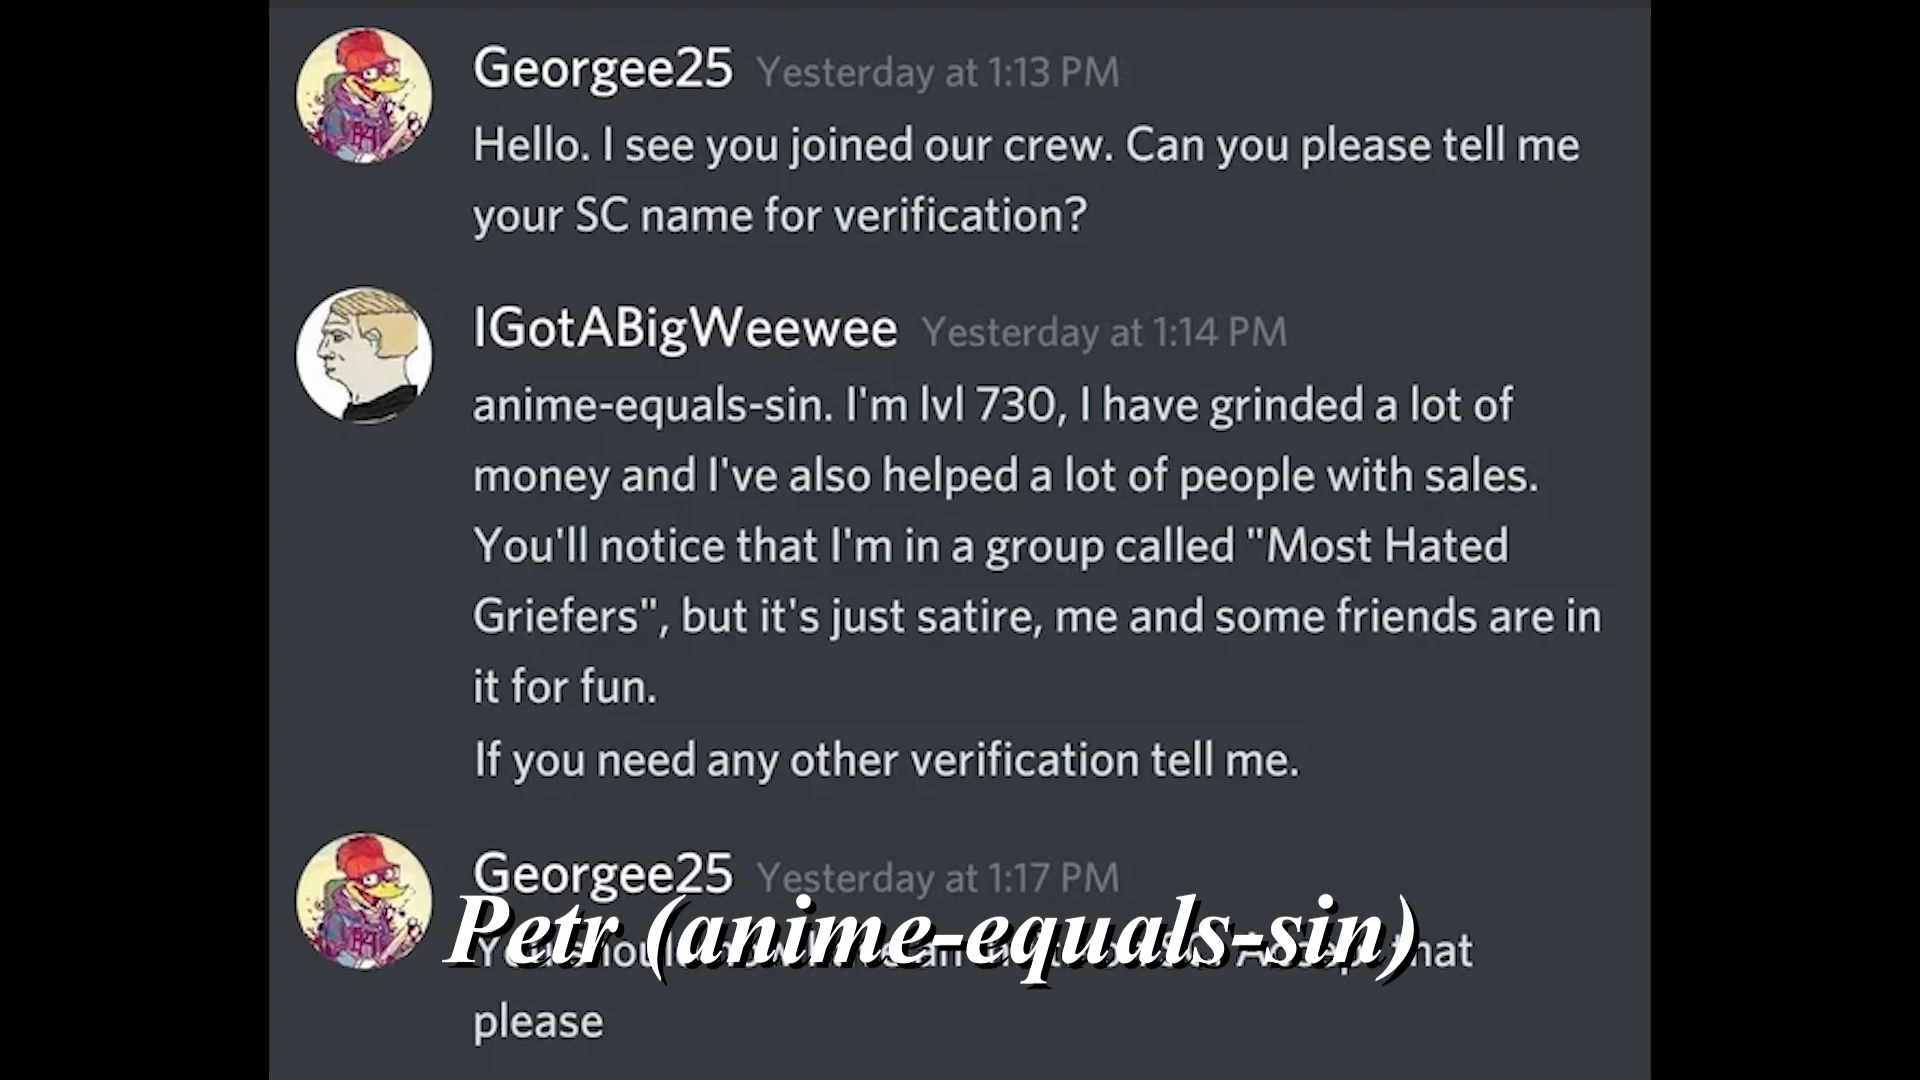 Georgee25 Yesterday at 1:13 PM
Hello. I see you joined our crew. Can you please tell me
your SC name for verification?
IGotABigWeewee Yesterday at 1:14 PM
anime-equals-sin. I'm lvl 730, I have grinded a lot of
money and I've also helped a lot of people with sales.
You'll notice that I'm in a group called "Most Hated
Griefers", but it's just satire, me and some friends are in
it for fun.
If you need any other verification tell me.
Georgee25 Yesterday at 1:17 PM
Petr (anime-equals-sin)
that
please